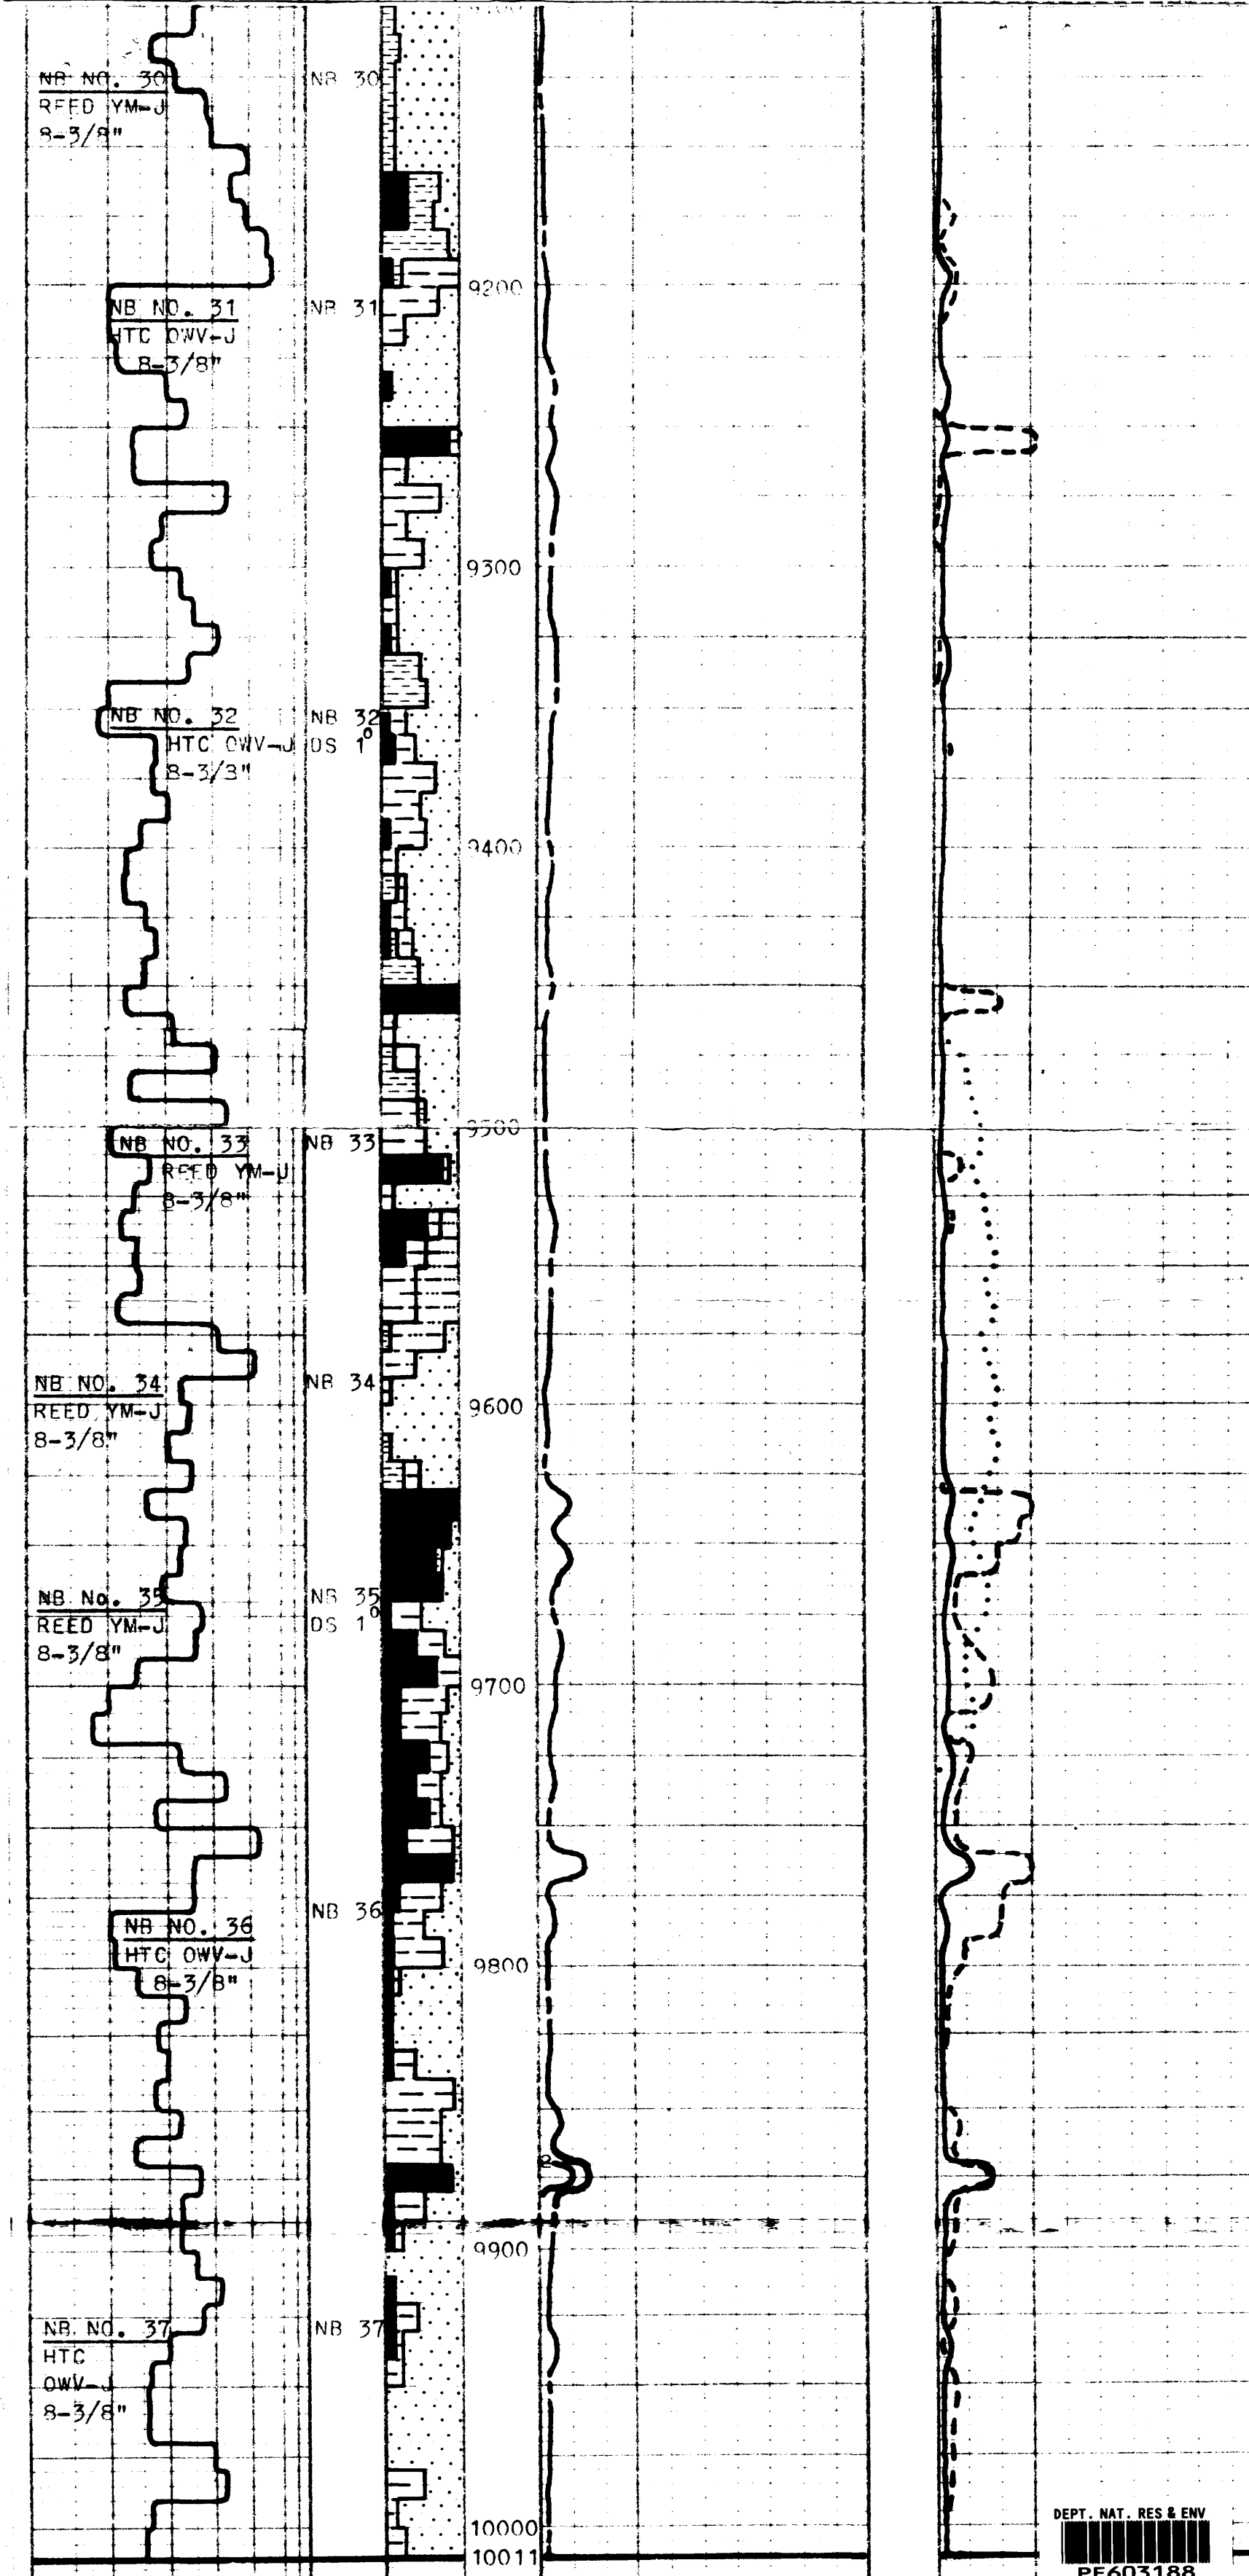 NB NO. 30
REED YM-J
8-3/8"
NB 30
9200
NB NO. 31
HTC OWV-J
8-3/8"
NB 31
9300
NB NO. 32
HTC OWV-J
8-3/8"
NB 32
DS 1°
9400
9500
NB NO. 33
REED YM-J
8-3/8"
NB 33
NB NO. 34
REED YM-J
8-3/8"
NB 34
9600
NB No. 35
REED YM-J
8-3/8"
NB 35
DS 1°
9700
NB NO. 36
HTC OWV-J
8-3/8"
NB 36
9800
2
9900
NB NO. 37
HTC
OWV-J
8-3/8"
NB 37
10000
10011
DEPT. NAT. RES & ENV
PE603188